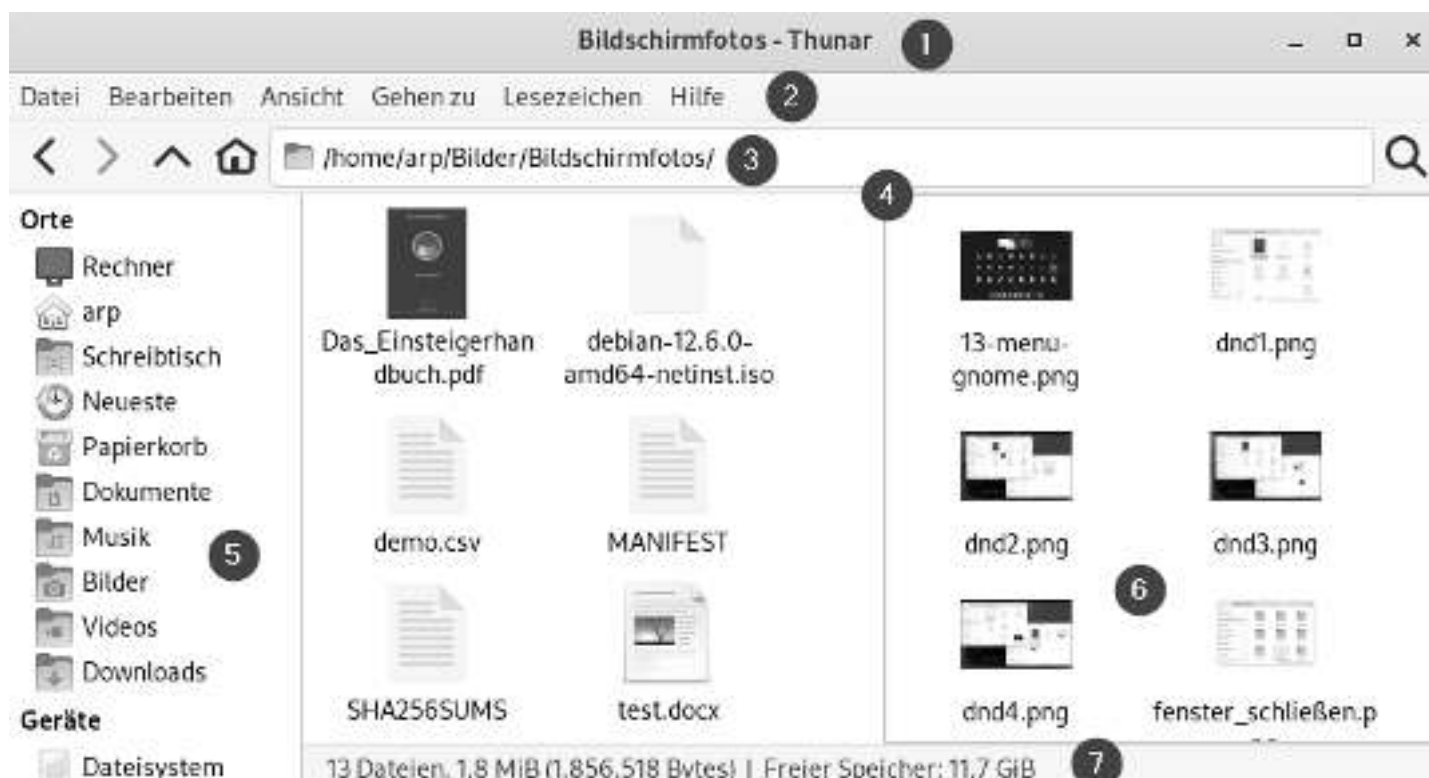 Bildschirmfotos - Thunar 1
Datei Bearbeiten Ansicht Gehen zu Lesezeichen Hilfe 2
/home/arp/Bilder/Bildschirmfotos/ 3
4
Orte
Rechner
arp
Schreibtisch
Neueste
Papierkorb
Dokumente
Musik
5
Bilder
Videos
Downloads
Geräte
Dateisystem
Das_Einsteigerhan
dbuch.pdf
debian-12.6.0-
amd64-netinst.iso
demo.csv
MANIFEST
SHA256SUMS
test.docx
13-menu-
gnome.png
dnd1.png
dnd2.png
dnd3.png
6
dnd4.png
fenster_schließen.p
13 Dateien, 1,8 MiB (1.856.518 Bytes) | Freier Speicher: 11,7 GiB 7